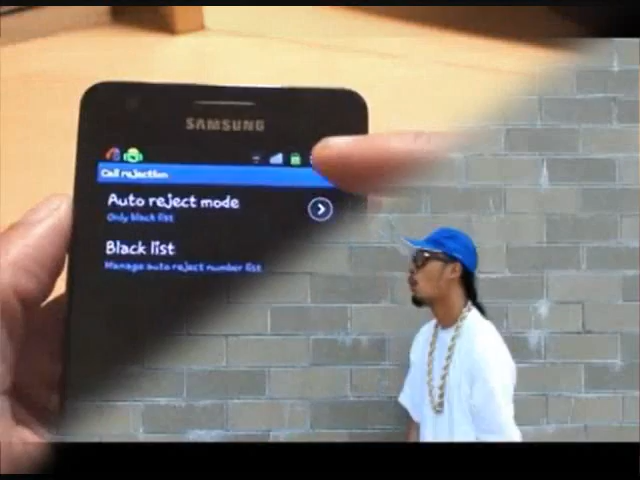 SAMSUNG
Call rejection
Auto reject mode
Only black list
Black list
Manage auto reject number list